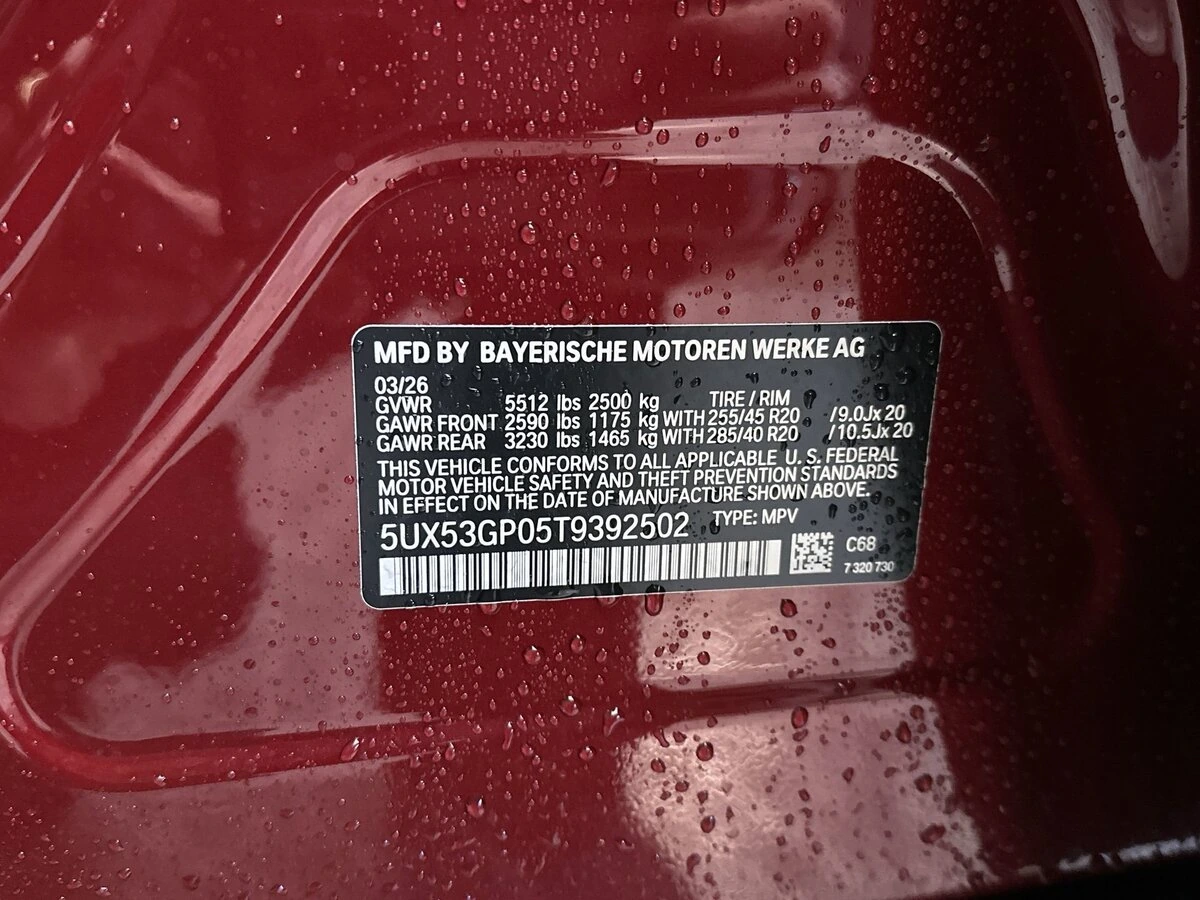 MFD BY BAYERISCHE MOTOREN WERKE AG
03/26
GVWR 5512 lbs 2500 kg TIRE / RIM
GAWR FRONT 2590 lbs 1175 kg WITH 255/45 R20 /9.0Jx 20
GAWR REAR 3230 lbs 1465 kg WITH 285/40 R20 /10.5Jx 20
THIS VEHICLE CONFORMS TO ALL APPLICABLE U.S. FEDERAL
MOTOR VEHICLE SAFETY AND THEFT PREVENTION STANDARDS
IN EFFECT ON THE DATE OF MANUFACTURE SHOWN ABOVE.
5UX53GP05T9392502 TYPE: MPV
C68
7 320 730